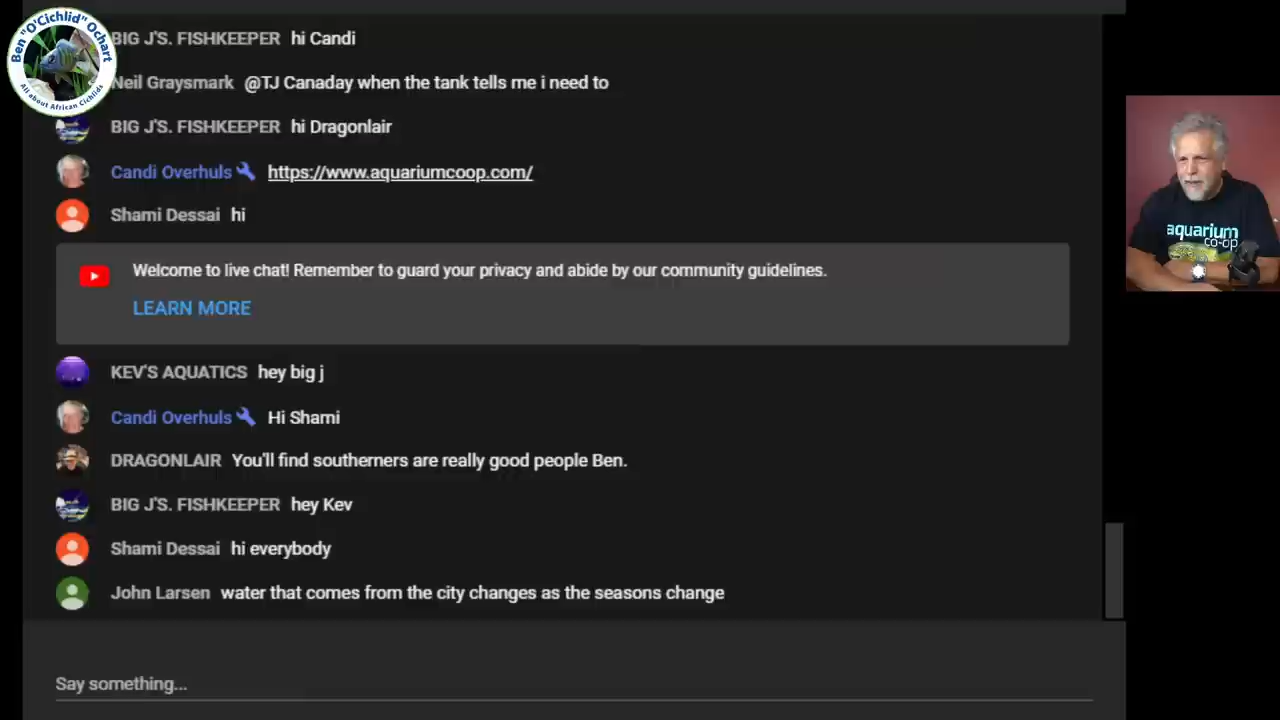 Ben "O'Cichlid" Ochart
All about African Cichlids
BIG J'S. FISHKEEPER hi Candi
Neil Graysmark @TJ Canaday when the tank tells me i need to
BIG J'S. FISHKEEPER hi Dragonlair
Candi Overhuls https://www.aquariumcoop.com/
Shami Dessai hi
Welcome to live chat! Remember to guard your privacy and abide by our community guidelines.
LEARN MORE
KEV'S AQUATICS hey big j
Candi Overhuls Hi Shami
DRAGONLAIR You'll find southerners are really good people Ben.
BIG J'S. FISHKEEPER hey Kev
Shami Dessai hi everybody
John Larsen water that comes from the city changes as the seasons change
Say something...
aquarium
co-op